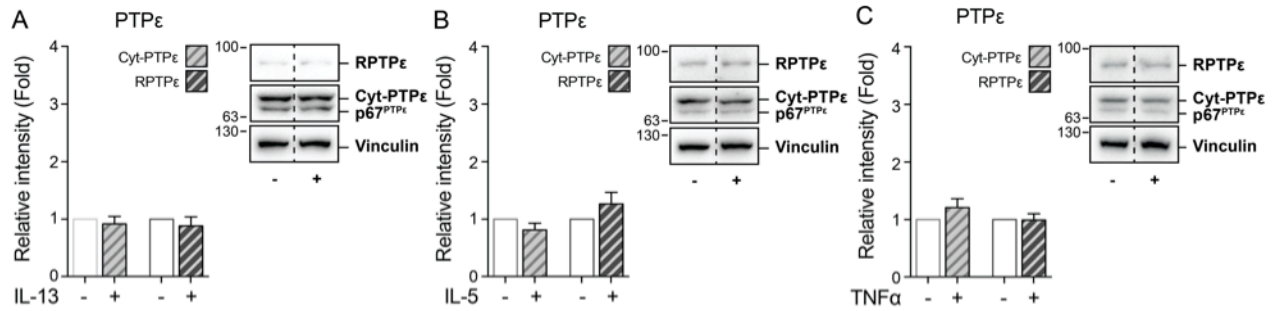 A
PTPε
Relative intensity (Fold)
4
3
2
1
0
Cyt-PTPε
RPTPε
100
63
130
RPTPε
Cyt-PTPε
p67PTPε
Vinculin
- +
IL-13 - + - +
B
PTPε
Relative intensity (Fold)
4
3
2
1
0
Cyt-PTPε
RPTPε
100
63
130
RPTPε
Cyt-PTPε
p67PTPε
Vinculin
- +
IL-5 - + - +
C
PTPε
Relative intensity (Fold)
4
3
2
1
0
Cyt-PTPε
RPTPε
100
63
130
RPTPε
Cyt-PTPε
p67PTPε
Vinculin
- +
TNFα - + - +